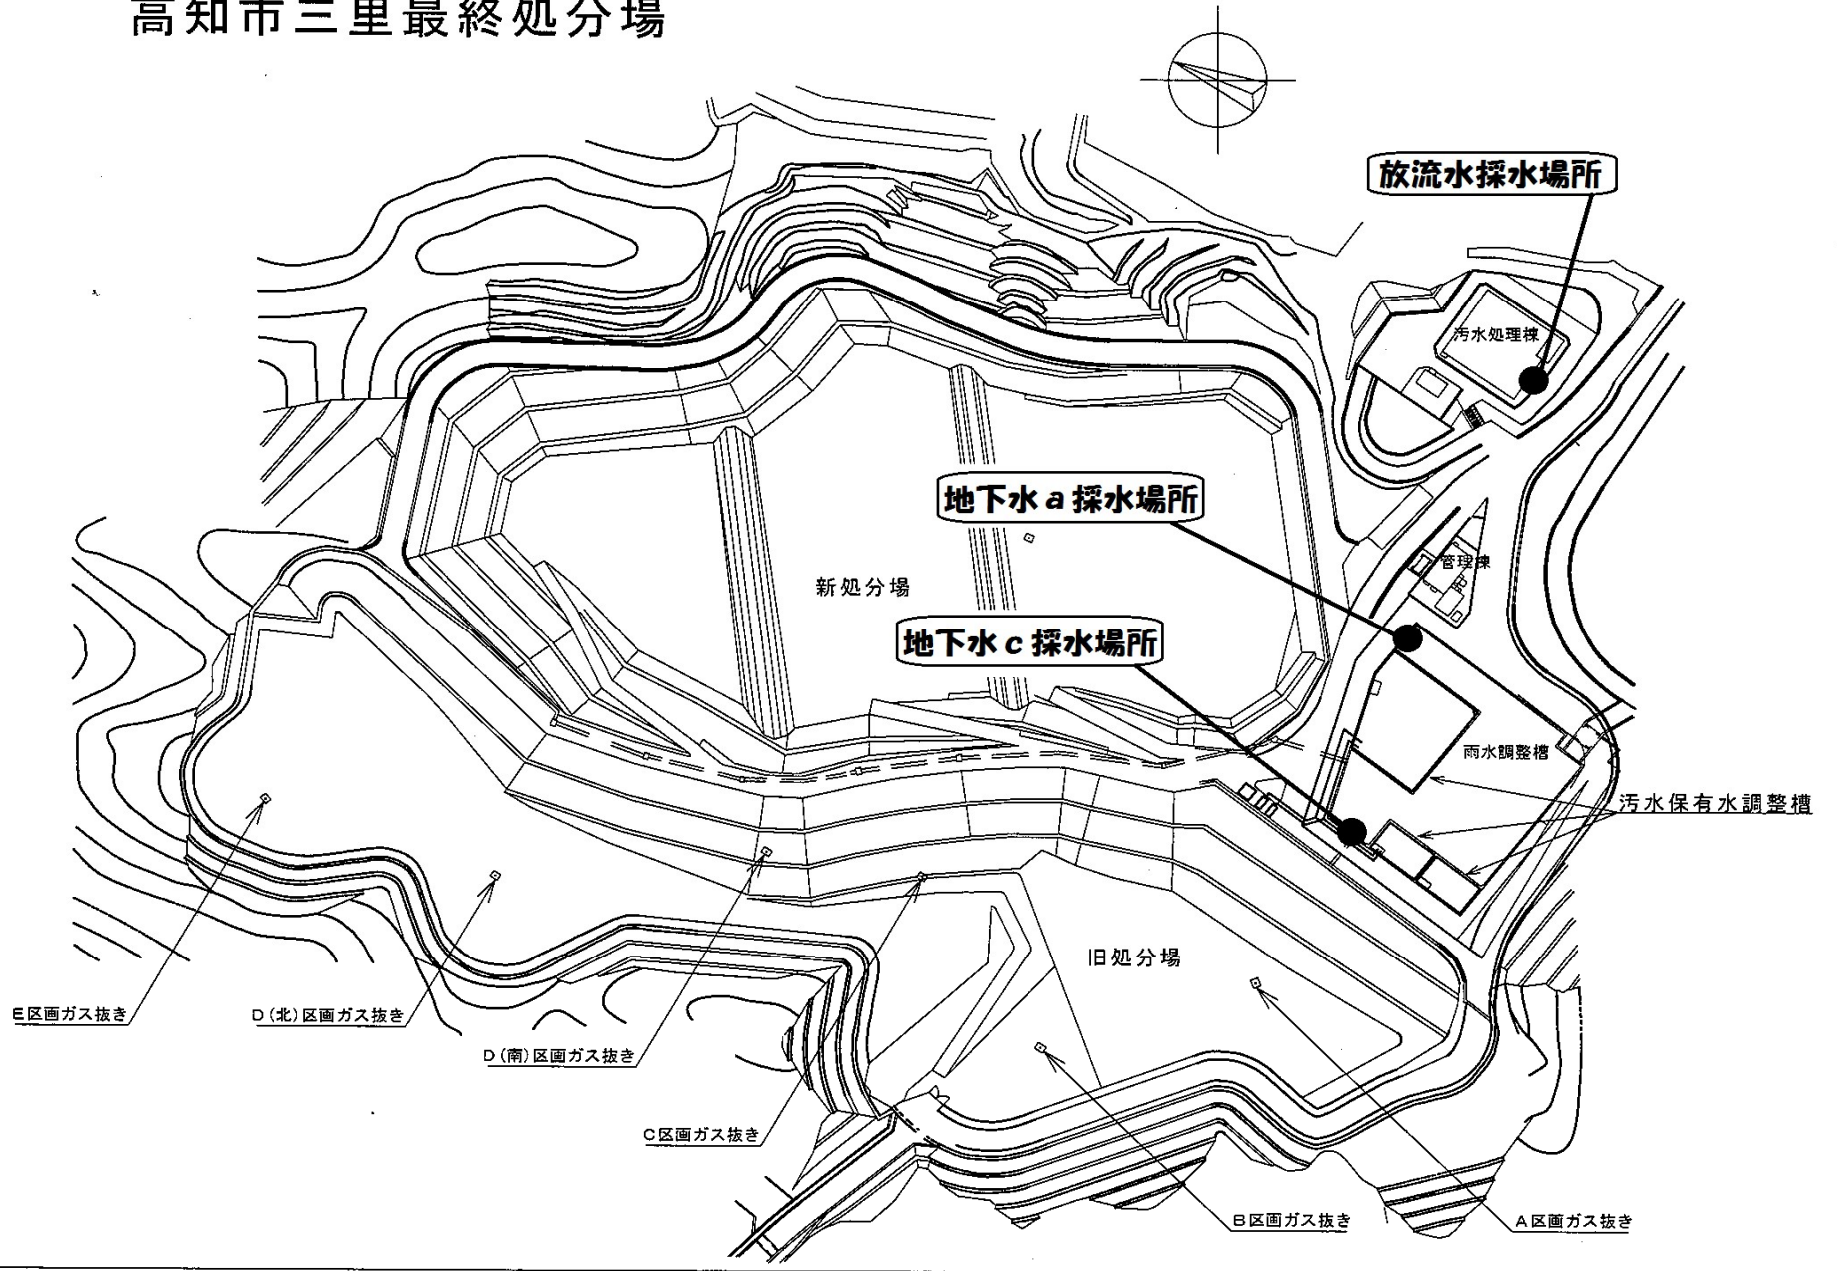 高知市三里最終処分場
放流水採水場所
汚水処理棟
地下水a採水場所
管理棟
新処分場
地下水c採水場所
雨水調整槽
汚水保有水調整槽
旧処分場
E区画ガス抜き
D(北)区画ガス抜き
D(南)区画ガス抜き
C区画ガス抜き
B区画ガス抜き
A区画ガス抜き